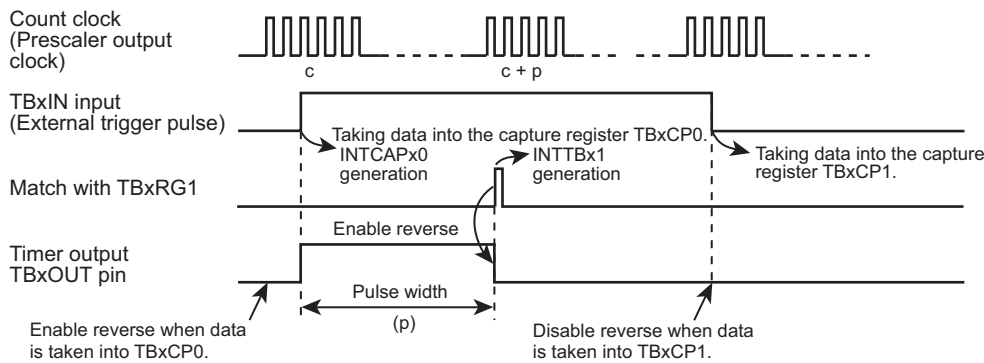 Count clock
(Prescaler output
clock)
c
c + p
TBxIN input
(External trigger pulse)
Taking data into the capture register TBxCP0.
INTCAPx0
generation
INTTBx1
generation
Taking data into the capture
register TBxCP1.
Match with TBxRG1
Enable reverse
Timer output
TBxOUT pin
Pulse width
(p)
Enable reverse when data
is taken into TBxCP0.
Disable reverse when data
is taken into TBxCP1.